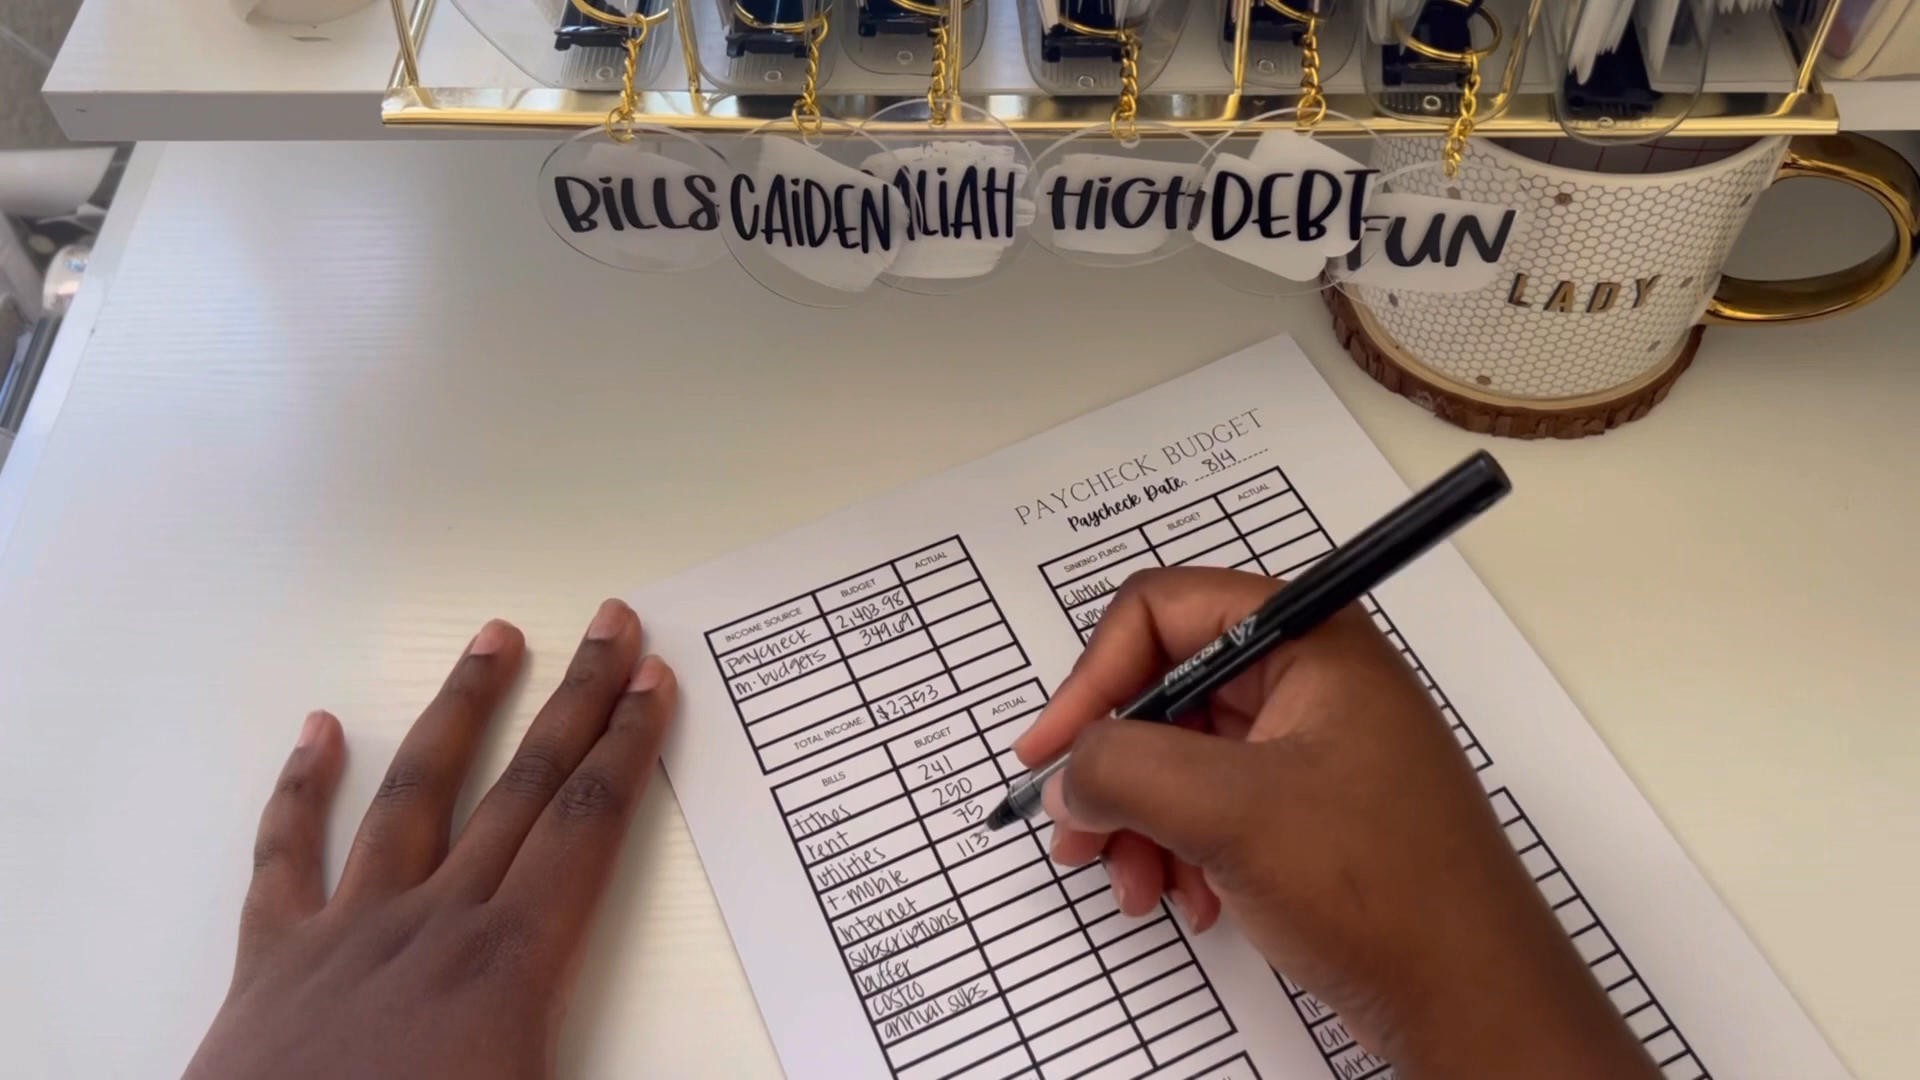 BILLS CAIDEN ALIAH HIGH DEBT FUN
LADY
PAYCHECK BUDGET
Paycheck Date: 8/4
INCOME SOURCE BUDGET ACTUAL
paycheck 2,403.98
m. budgets 349.69
TOTAL INCOME: $2,753
BILLS BUDGET ACTUAL
tithes 241
rent 250
utilities 75
t-mobile 113
Internet
subscriptions
buffer
costco
annual subs
SINKING FUNDS BUDGET ACTUAL
clothes
PRECISE V7